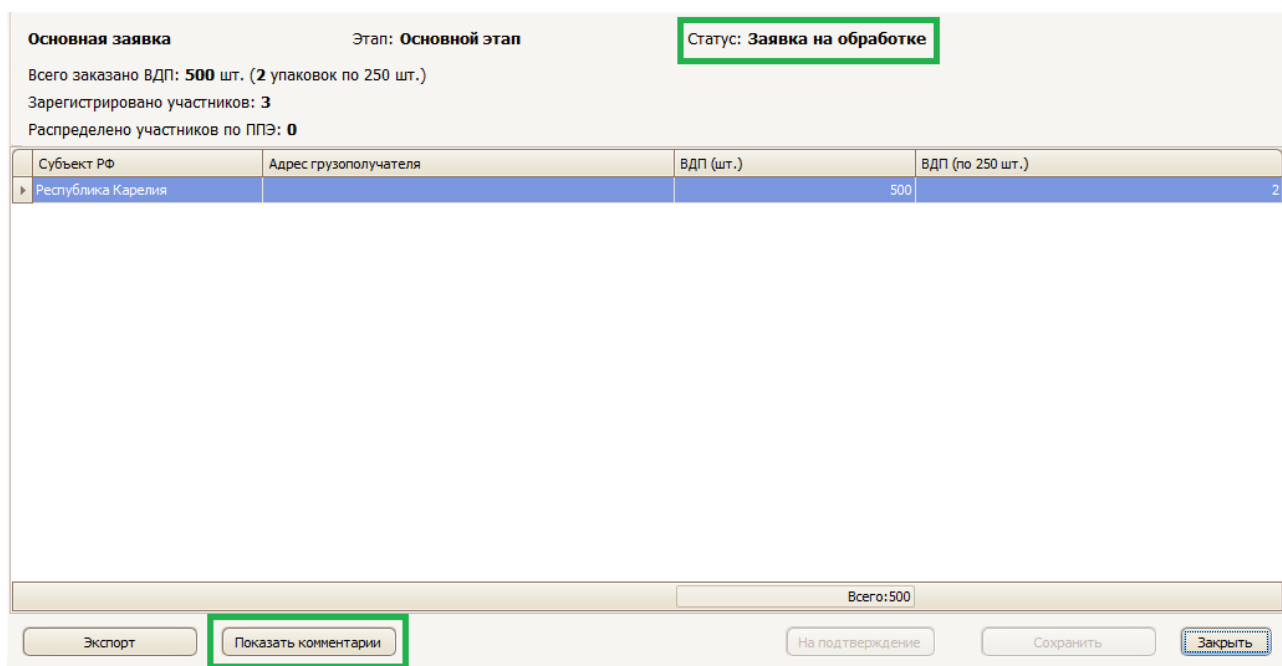 Основная заявка Этап: Основной этап Статус: Заявка на обработке
Всего заказано ВДП: 500 шт. (2 упаковок по 250 шт.)
Зарегистрировано участников: 3
Распределено участников по ППЭ: 0
Субъект РФ Адрес грузополучателя ВДП (шт.) ВДП (по 250 шт.)
Республика Карелия 500 2
Всего:500
Экспорт Показать комментарии На подтверждение Сохранить Закрыть